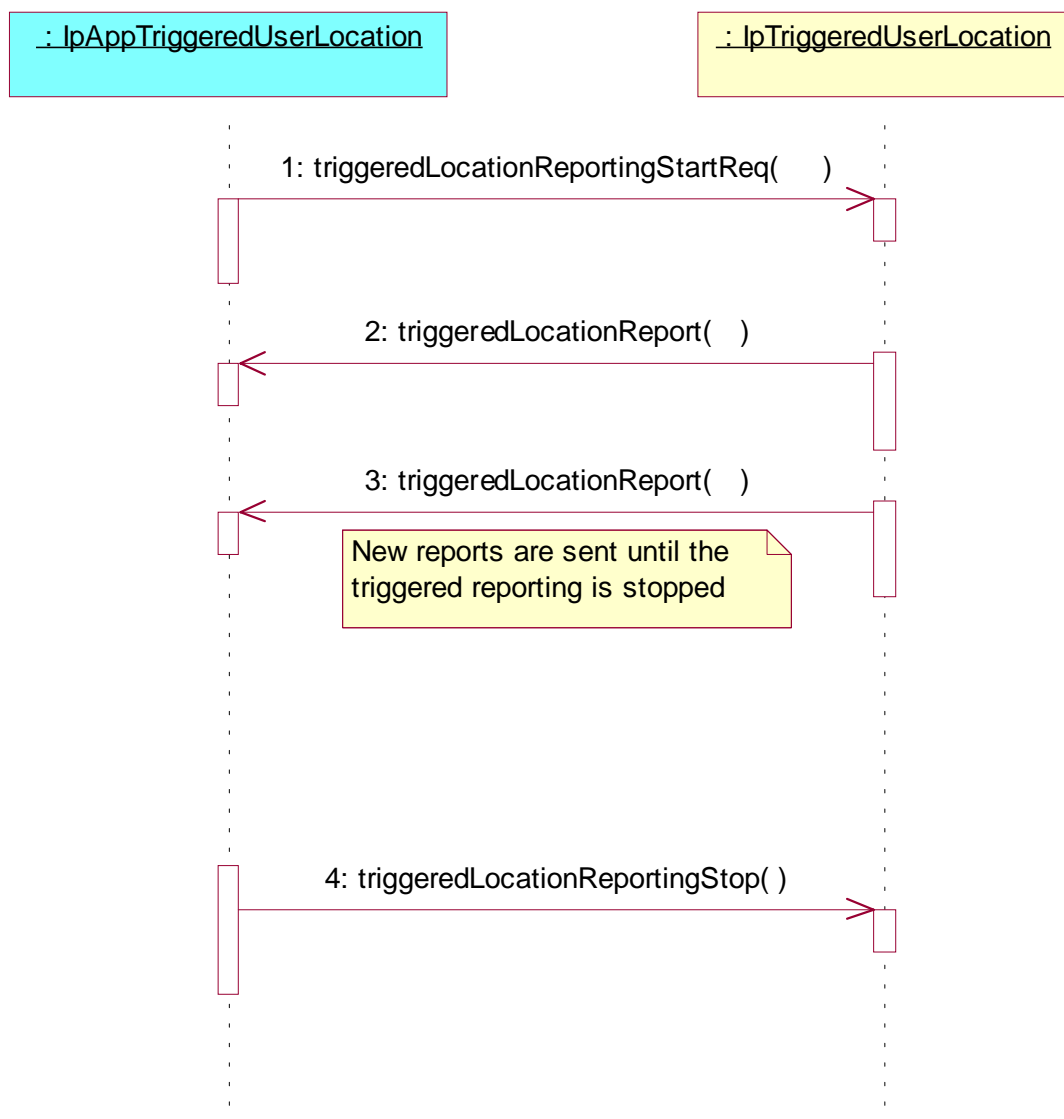 : IpAppTriggeredUserLocation
: IpTriggeredUserLocation
1: triggeredLocationReportingStartReq( )
2: triggeredLocationReport( )
3: triggeredLocationReport( )
New reports are sent until the
triggered reporting is stopped
4: triggeredLocationReportingStop( )